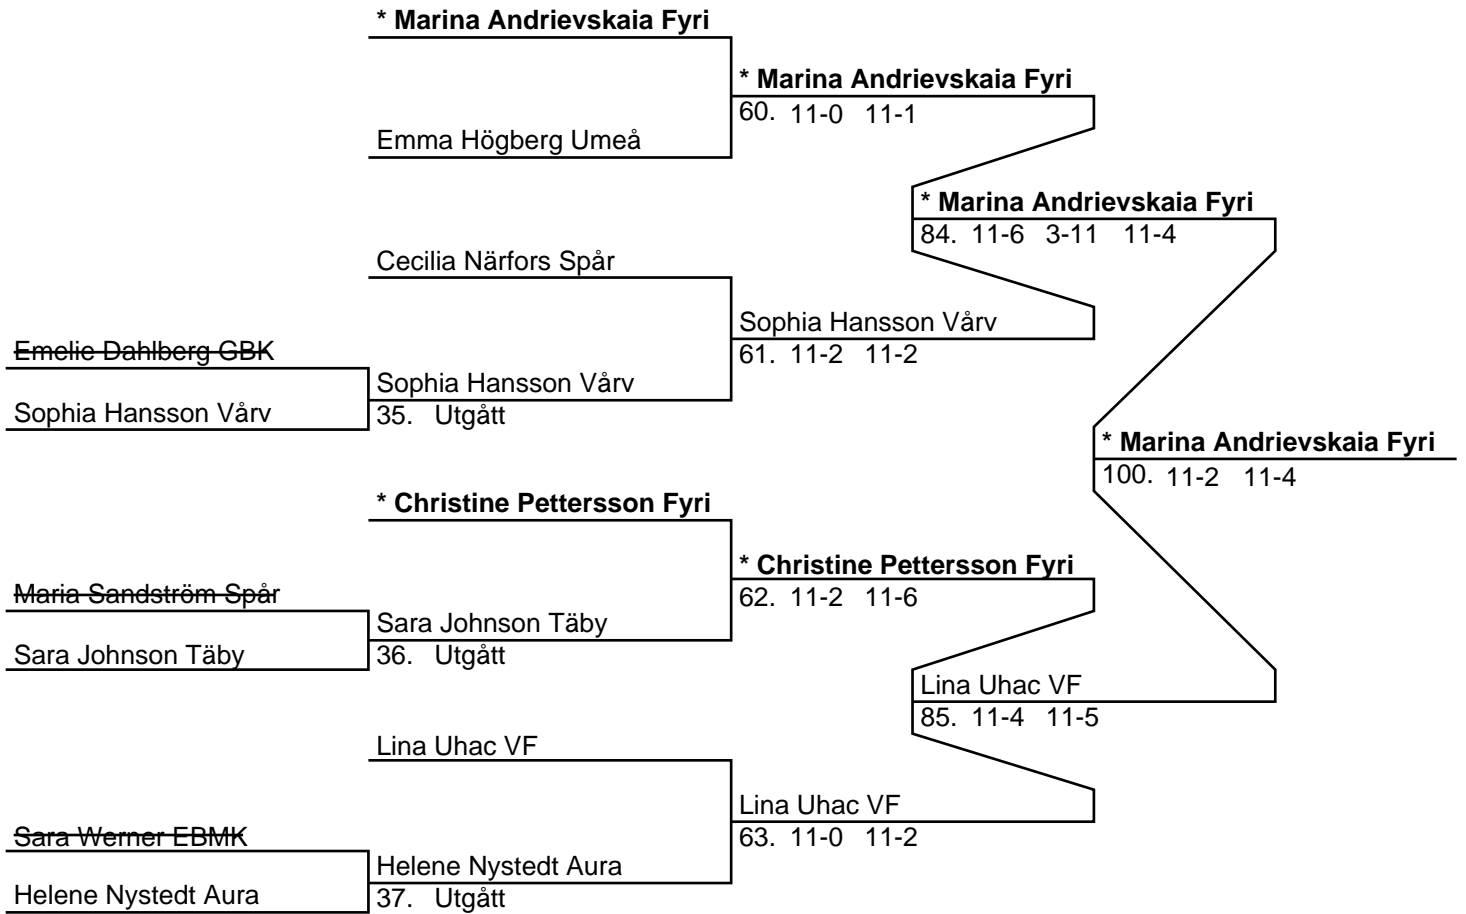 * Marina Andrievskaia Fyri
* Marina Andrievskaia Fyri
60. 11-0 11-1
Emma Högberg Umeå
* Marina Andrievskaia Fyri
84. 11-6 3-11 11-4
Cecilia Närfors Spår
Sophia Hansson Vårv
61. 11-2 11-2
Emelie Dahlberg GBK
Sophia Hansson Vårv
35. Utgått
Sophia Hansson Vårv
* Marina Andrievskaia Fyri
100. 11-2 11-4
* Christine Pettersson Fyri
* Christine Pettersson Fyri
62. 11-2 11-6
Maria Sandström Spår
Sara Johnson Täby
36. Utgått
Sara Johnson Täby
Lina Uhac VF
85. 11-4 11-5
Lina Uhac VF
Lina Uhac VF
63. 11-0 11-2
Sara Werner EBMK
Helene Nystedt Aura
37. Utgått
Helene Nystedt Aura